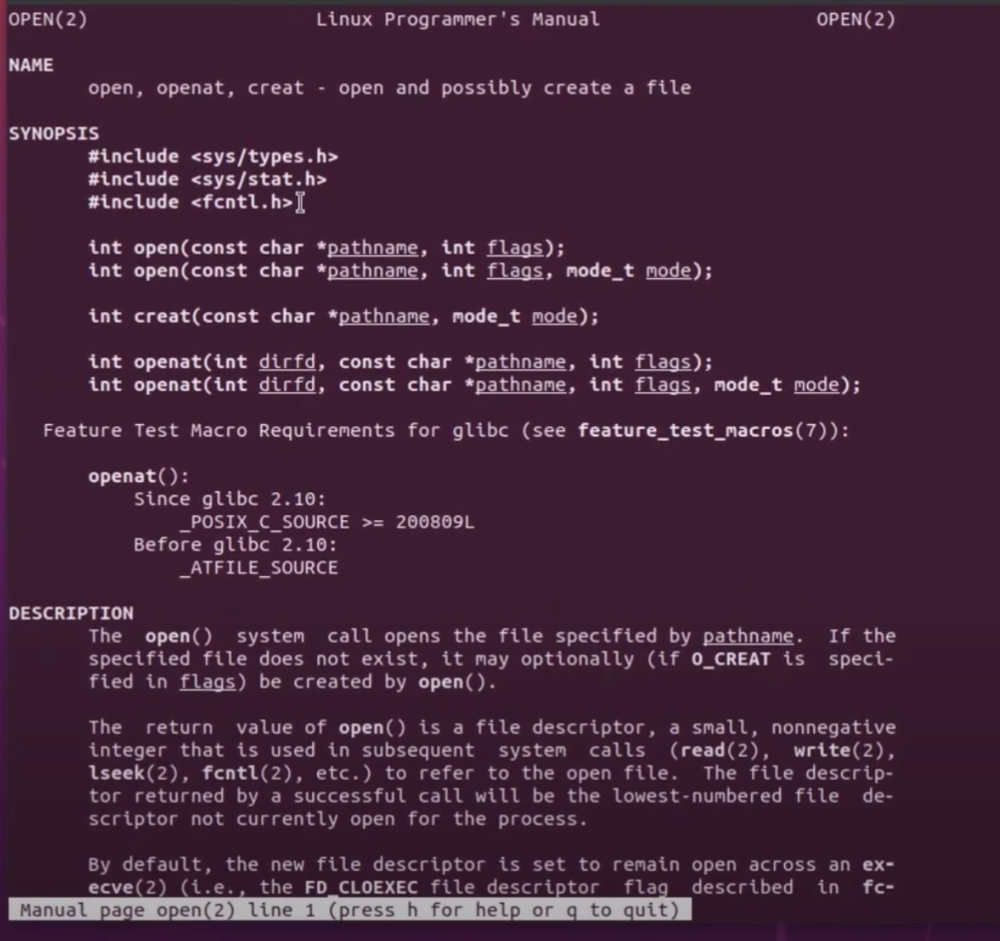 OPEN(2) Linux Programmer's Manual OPEN(2)
NAME
open, openat, creat - open and possibly create a file
SYNOPSIS
#include <sys/types.h>
#include <sys/stat.h>
#include <fcntl.h>
int open(const char *pathname, int flags);
int open(const char *pathname, int flags, mode_t mode);
int creat(const char *pathname, mode_t mode);
int openat(int dirfd, const char *pathname, int flags);
int openat(int dirfd, const char *pathname, int flags, mode_t mode);
Feature Test Macro Requirements for glibc (see feature_test_macros(7)):
openat():
Since glibc 2.10:
_POSIX_C_SOURCE >= 200809L
Before glibc 2.10:
_ATFILE_SOURCE
DESCRIPTION
The open() system call opens the file specified by pathname. If the
specified file does not exist, it may optionally (if O_CREAT is speci-
fied in flags) be created by open().
The return value of open() is a file descriptor, a small, nonnegative
integer that is used in subsequent system calls (read(2), write(2),
lseek(2), fcntl(2), etc.) to refer to the open file. The file descrip-
tor returned by a successful call will be the lowest-numbered file de-
scriptor not currently open for the process.
By default, the new file descriptor is set to remain open across an ex-
ecve(2) (i.e., the FD_CLOEXEC file descriptor flag described in fc-
Manual page open(2) line 1 (press h for help or q to quit)